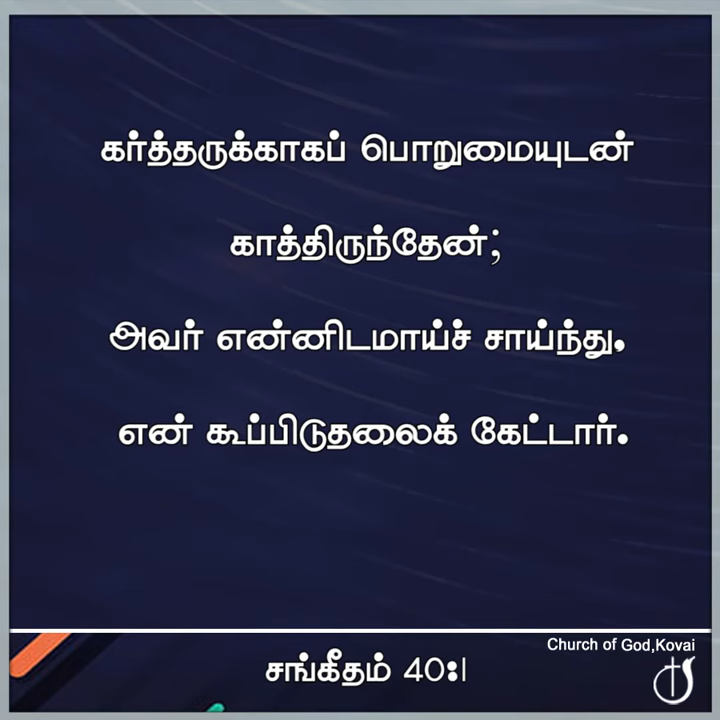 கர்த்தருக்காகப் பொறுமையுடன்
காத்திருந்தேன்;
அவர் என்னிடமாய்ச் சாய்ந்து,
என் கூப்பிடுதலைக் கேட்டார்.
Church of God,Kovai
சங்கீதம் 40:1